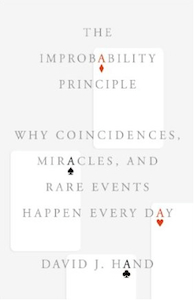 THE
IMPROBABILITY
PRINCIPLE
WHY COINCIDENCES,
MIRACLES, AND
RARE EVENTS
HAPPEN EVERY DAY
DAVID J. HAND